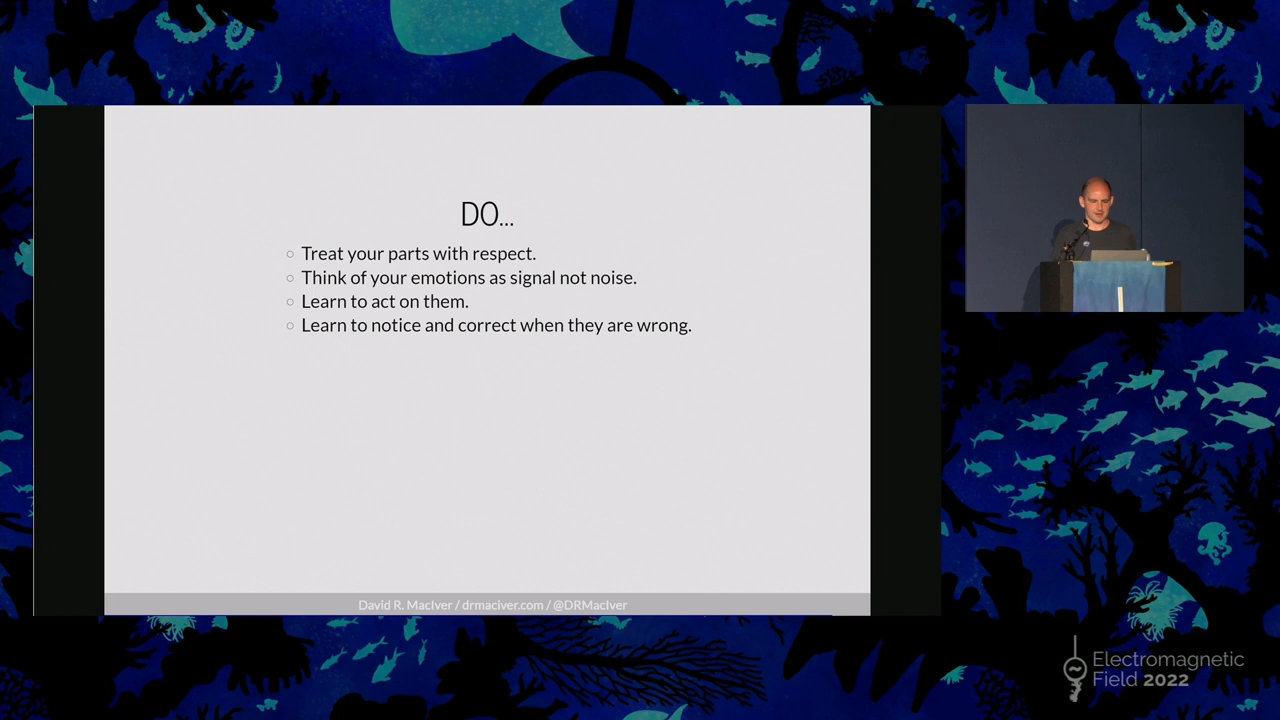 DO...
Treat your parts with respect.
Think of your emotions as signal not noise.
Learn to act on them.
Learn to notice and correct when they are wrong.
David R. MacIver / drmaciver.com / @DRMacIver
Electromagnetic
Field 2022